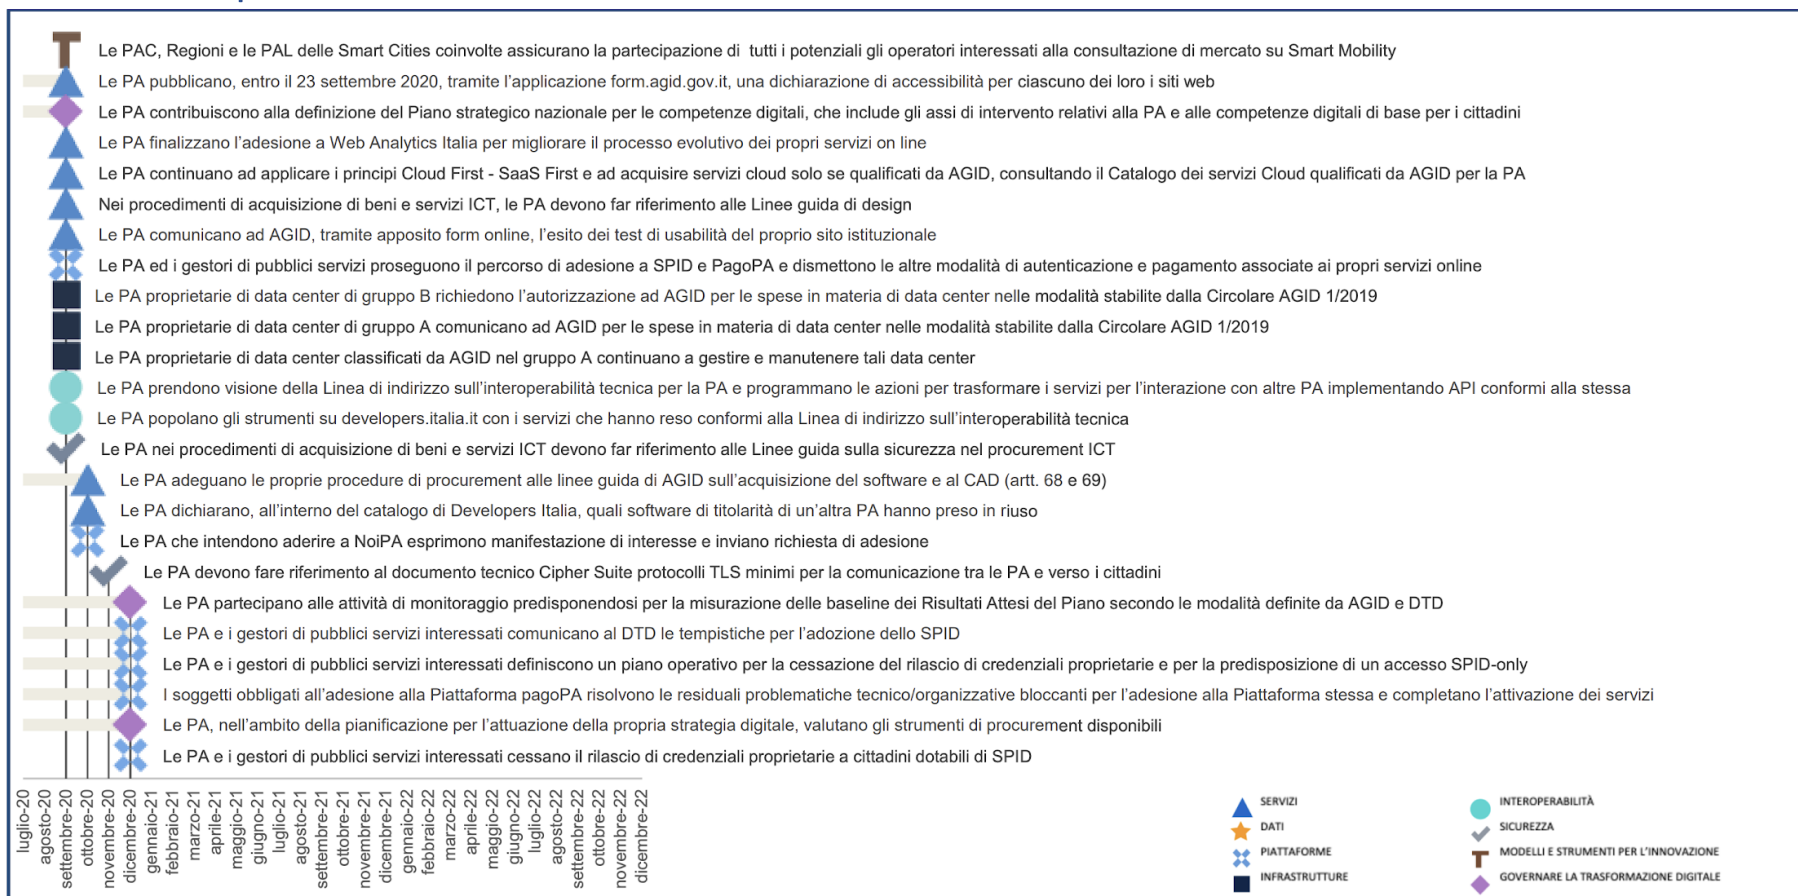 Le PAC, Regioni e le PAL delle Smart Cities coinvolte assicurano la partecipazione di tutti i potenziali gli operatori interessati alla consultazione di mercato su Smart Mobility
Le PA pubblicano, entro il 23 settembre 2020, tramite l'applicazione form.agid.gov.it, una dichiarazione di accessibilità per ciascuno dei loro i siti web
Le PA contribuiscono alla definizione del Piano strategico nazionale per le competenze digitali, che include gli assi di intervento relativi alla PA e alle competenze digitali di base per i cittadini
Le PA finalizzano l'adesione a Web Analytics Italia per migliorare il processo evolutivo dei propri servizi on line
Le PA continuano ad applicare i principi Cloud First - SaaS First e ad acquisire servizi cloud solo se qualificati da AGID, consultando il Catalogo dei servizi Cloud qualificati da AGID per la PA
Nei procedimenti di acquisizione di beni e servizi ICT, le PA devono far riferimento alle Linee guida di design
Le PA comunicano ad AGID, tramite apposito form online, l'esito dei test di usabilità del proprio sito istituzionale
Le PA ed i gestori di pubblici servizi proseguono il percorso di adesione a SPID e PagoPA e dismettono le altre modalità di autenticazione e pagamento associate ai propri servizi online
Le PA proprietarie di data center di gruppo B richiedono l'autorizzazione ad AGID per le spese in materia di data center nelle modalità stabilite dalla Circolare AGID 1/2019
Le PA proprietarie di data center di gruppo A comunicano ad AGID per le spese in materia di data center nelle modalità stabilite dalla Circolare AGID 1/2019
Le PA proprietarie di data center classificati da AGID nel gruppo A continuano a gestire e manutenere tali data center
Le PA prendono visione della Linea di indirizzo sull'interoperabilità tecnica per la PA e programmano le azioni per trasformare i servizi per l'interazione con altre PA implementando API conformi alla stessa
Le PA popolano gli strumenti su developers.italia.it con i servizi che hanno reso conformi alla Linea di indirizzo sull'interoperabilità tecnica
Le PA nei procedimenti di acquisizione di beni e servizi ICT devono far riferimento alle Linee guida sulla sicurezza nel procurement ICT
Le PA adeguano le proprie procedure di procurement alle linee guida di AGID sull'acquisizione del software e al CAD (artt. 68 e 69)
Le PA dichiarano, all'interno del catalogo di Developers Italia, quali software di titolarità di un'altra PA hanno preso in riuso
Le PA che intendono aderire a NoiPA esprimono manifestazione di interesse e inviano richiesta di adesione
Le PA devono fare riferimento al documento tecnico Cipher Suite protocolli TLS minimi per la comunicazione tra le PA e verso i cittadini
Le PA partecipano alle attività di monitoraggio predisponendosi per la misurazione delle baseline dei Risultati Attesi del Piano secondo le modalità definite da AGID e DTD
Le PA e i gestori di pubblici servizi interessati comunicano al DTD le tempistiche per l'adozione dello SPID
Le PA e i gestori di pubblici servizi interessati definiscono un piano operativo per la cessazione del rilascio di credenziali proprietarie e per la predisposizione di un accesso SPID-only
I soggetti obbligati all'adesione alla Piattaforma pagoPA risolvono le residuali problematiche tecnico/organizzative bloccanti per l'adesione alla Piattaforma stessa e completano l'attivazione dei servizi
Le PA, nell'ambito della pianificazione per l'attuazione della propria strategia digitale, valutano gli strumenti di procurement disponibili
Le PA e i gestori di pubblici servizi interessati cessano il rilascio di credenziali proprietarie a cittadini dotabili di SPID
luglio-20
agosto-20
settembre-20
ottobre-20
novembre-20
dicembre-20
gennaio-21
febbraio-21
marzo-21
aprile-21
maggio-21
giugno-21
luglio-21
agosto-21
settembre-21
ottobre-21
novembre-21
dicembre-21
gennaio-22
febbraio-22
marzo-22
aprile-22
maggio-22
giugno-22
luglio-22
agosto-22
settembre-22
ottobre-22
novembre-22
dicembre-22
SERVIZI
DATI
PIATTAFORME
INFRASTRUTTURE
INTEROPERABILITÀ
SICUREZZA
MODELLI E STRUMENTI PER L'INNOVAZIONE
GOVERNARE LA TRASFORMAZIONE DIGITALE